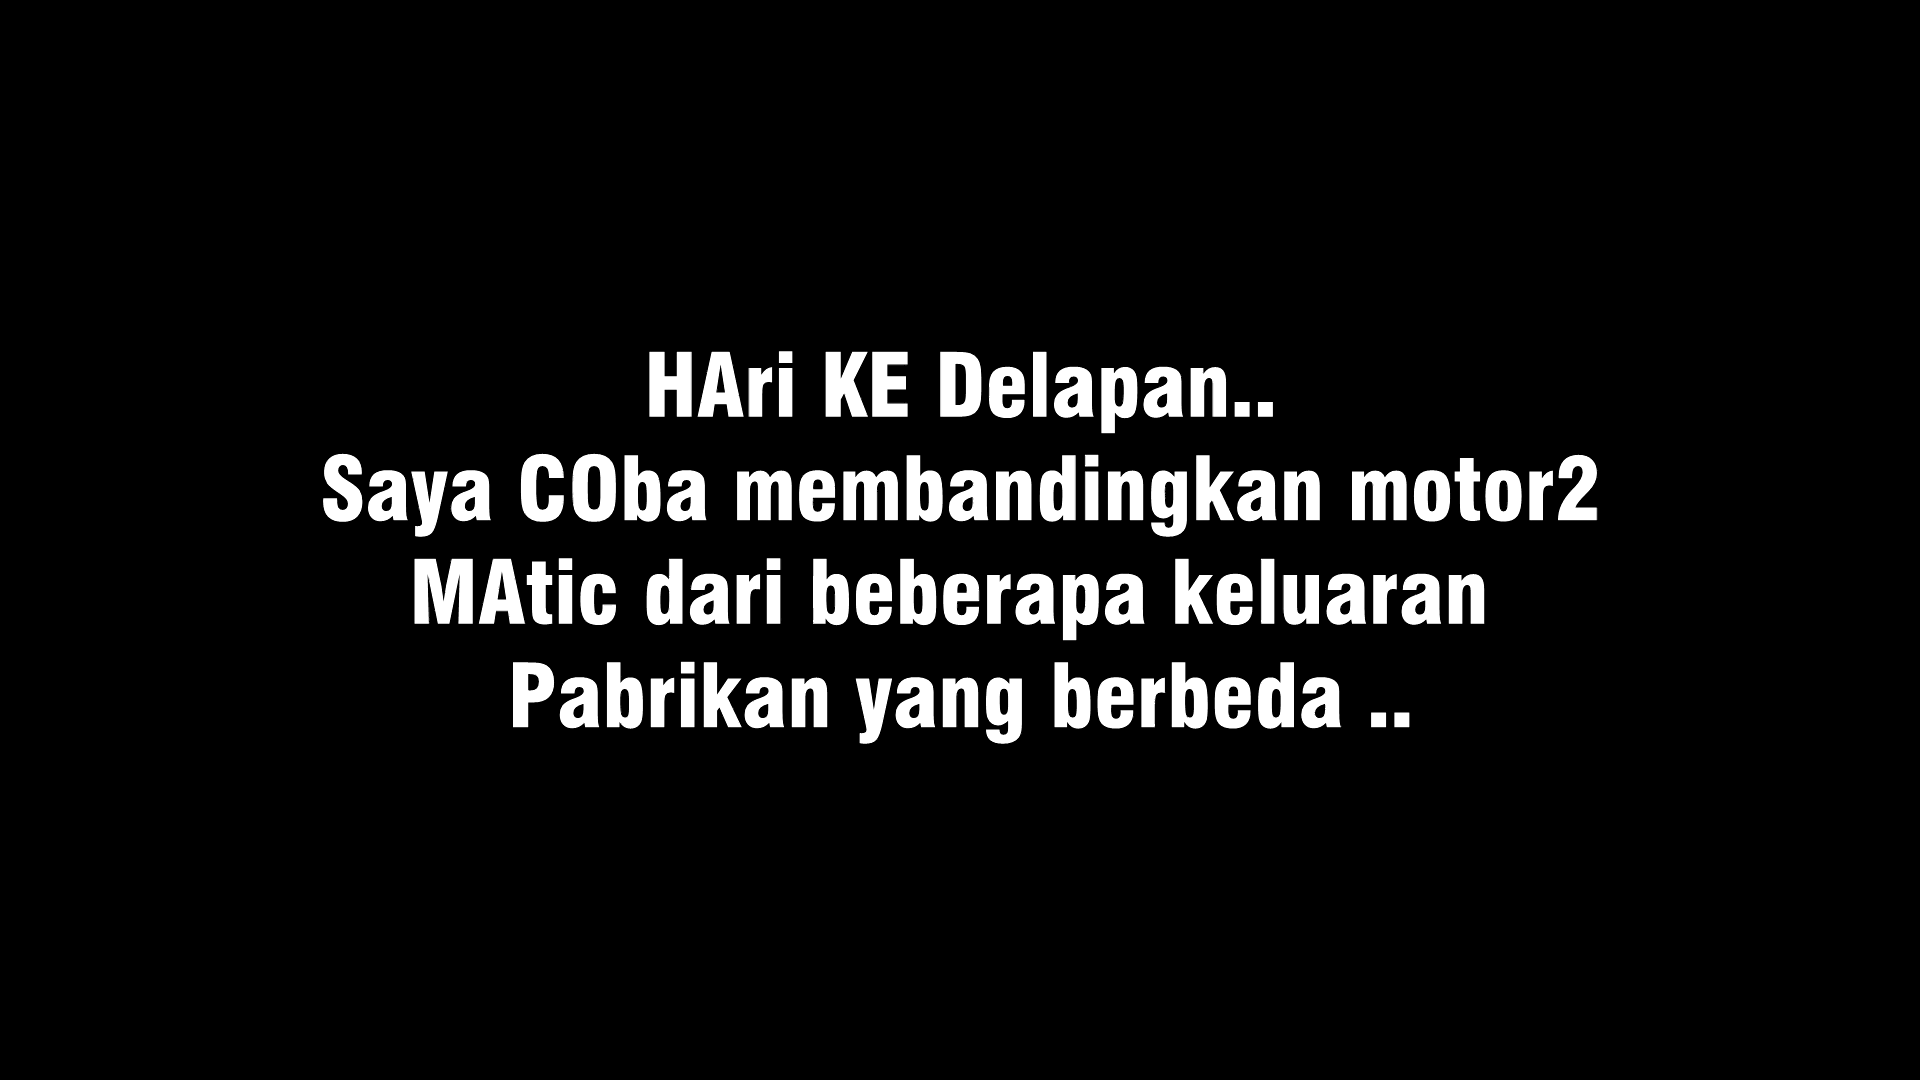 HAri KE Delapan..
Saya COba membandingkan motor2
MAtic dari beberapa keluaran
Pabrikan yang berbeda ..